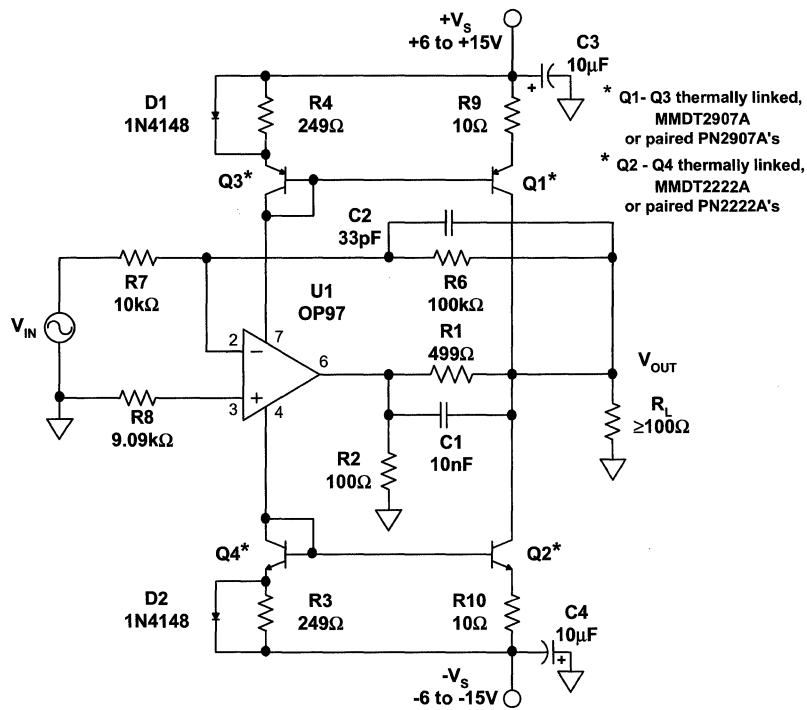 +VS
+6 to +15V
C3
10μF
D1
1N4148
R4
249Ω
R9
10Ω
+
* Q1- Q3 thermally linked,
MMDT2907A
or paired PN2907A's
* Q2 - Q4 thermally linked,
MMDT2222A
or paired PN2222A's
Q3*
Q1*
C2
33pF
R7
10kΩ
R6
100kΩ
U1
OP97
R1
499Ω
VIN
2
7
6
3
4
−
+
VOUT
R8
9.09kΩ
RL
≥100Ω
C1
10nF
R2
100Ω
Q4*
Q2*
D2
1N4148
R3
249Ω
R10
10Ω
C4
10μF
+
-VS
-6 to -15V